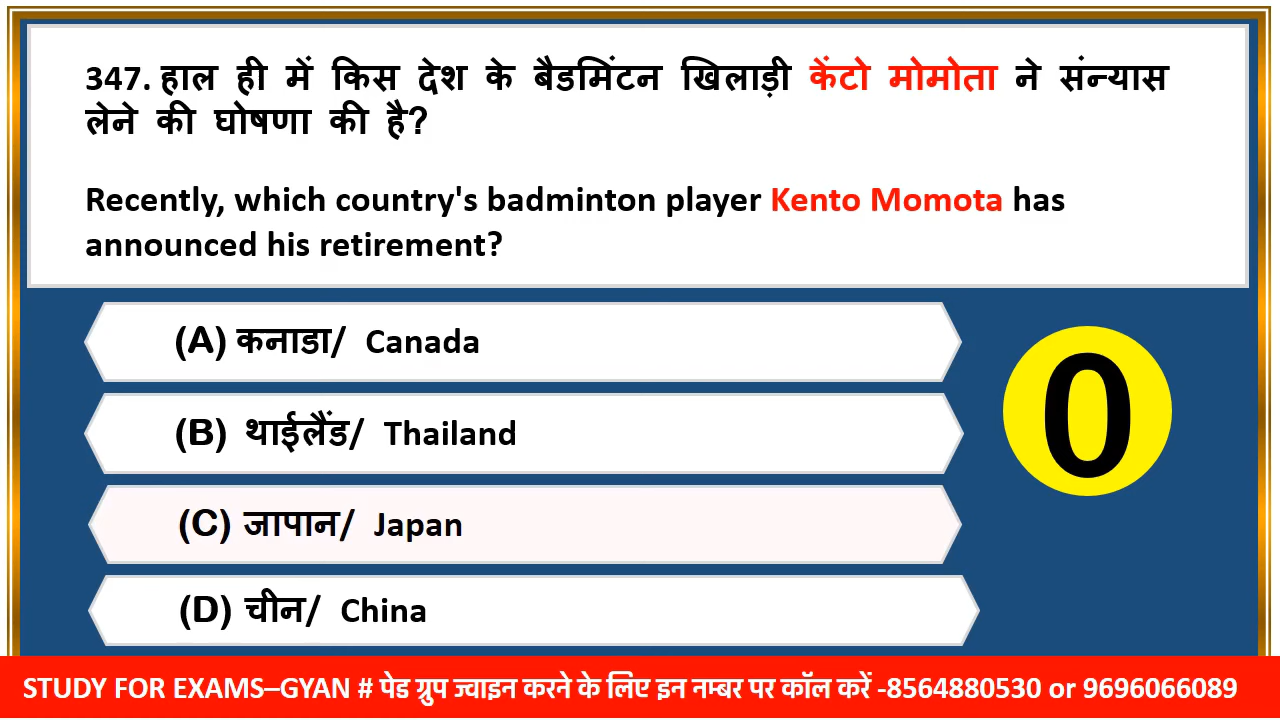 347. हाल ही में किस देश के बैडमिंटन खिलाड़ी केंटो मोमोता ने संन्यास
लेने की घोषणा की है?
Recently, which country's badminton player Kento Momota has
announced his retirement?
(A) कनाडा/ Canada
(B) थाईलैंड/ Thailand
(C) जापान/ Japan
(D) चीन/ China
0
STUDY FOR EXAMS–GYAN # पेड ग्रुप ज्वाइन करने के लिए इन नम्बर पर कॉल करें -8564880530 or 9696066089